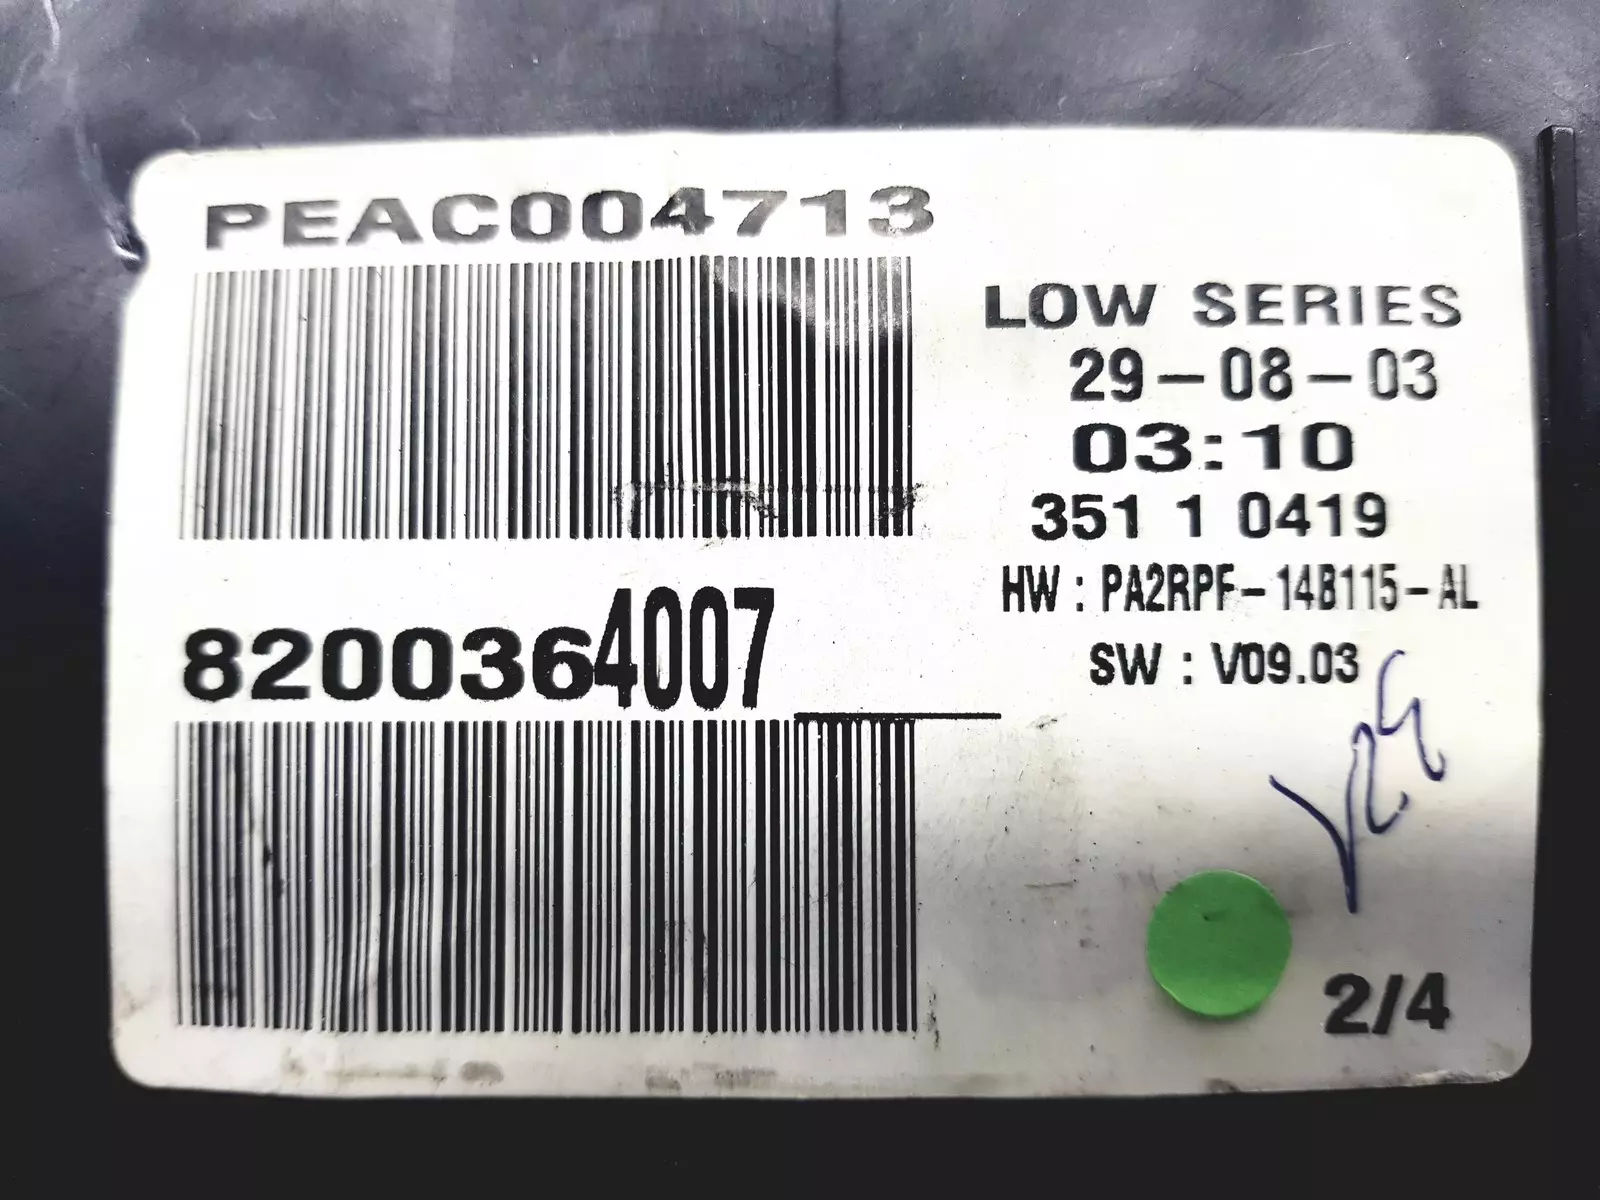 PEAC004713
LOW SERIES
29-08-03
03:10
351 1 0419
HW : PA2RPF-14B115-AL
8200364007
SW : V09.03
2/4